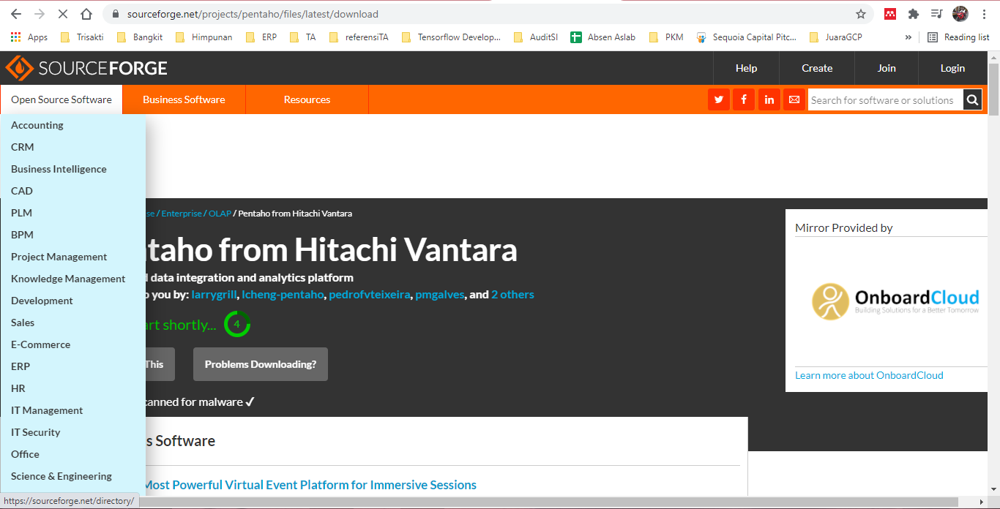 sourceforge.net/projects/pentaho/files/latest/download
Apps Trisakti Bangkit Himpunan ERP TA referensiTA Tensorflow Develop... AuditSI Absen Aslab PKM Sequoia Capital Pitc... JuaraGCP » Reading list
SOURCEFORGE Help Create Join Login
Open Source Software Business Software Resources Search for software or solutions
Accounting
CRM
Business Intelligence
CAD
PLM
BPM
Project Management
Knowledge Management
Development
Sales
E-Commerce
ERP
HR
IT Management
IT Security
Office
Science & Engineering
se / Enterprise / OLAP / Pentaho from Hitachi Vantara
ntaho from Hitachi Vantara
d data integration and analytics platform
o you by: larrygrill, lcheng-pentaho, pedrofvteixeira, pmgalves, and 2 others
art shortly... 4
This Problems Downloading?
canned for malware ✓
Mirror Provided by
OnboardCloud
Building Solutions for a Better Tomorrow
Learn more about OnboardCloud
s Software
Most Powerful Virtual Event Platform for Immersive Sessions
https://sourceforge.net/directory/